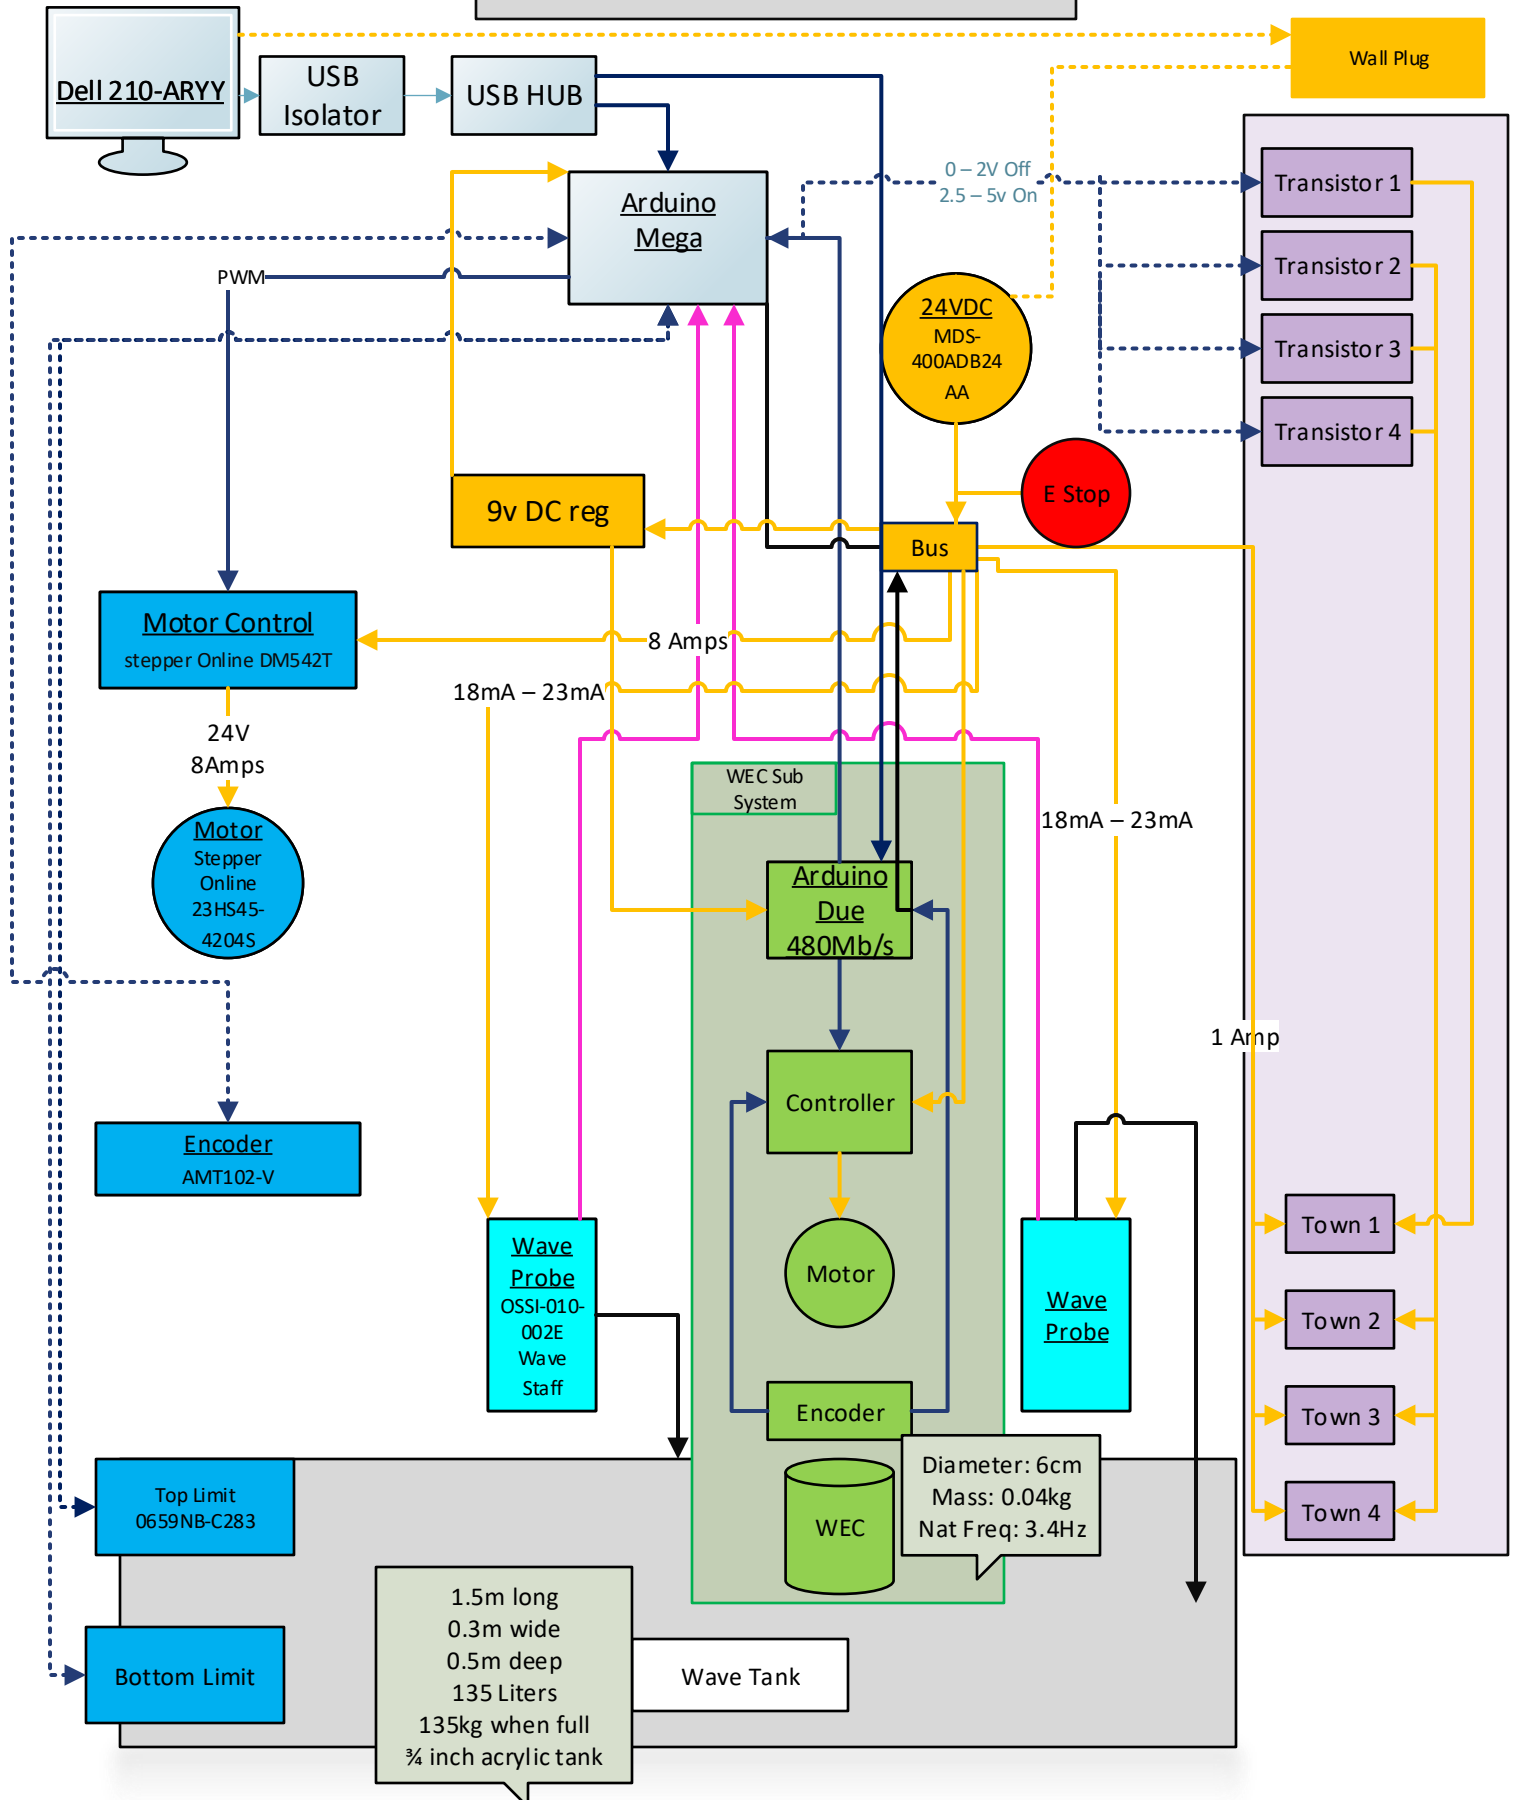 Dell 210-ARYY
USB
Isolator
USB HUB
Wall Plug
Arduino
Mega
0 – 2V Off
2.5 – 5v On
Transistor 1
Transistor 2
Transistor 3
Transistor 4
PWM
24VDC
MDS-
400ADB24
AA
E Stop
9v DC reg
Bus
Motor Control
stepper Online DM542T
8 Amps
18mA – 23mA
24V
8Amps
WEC Sub
System
18mA – 23mA
Motor
Stepper
Online
23HS45-
4204S
Arduino
Due
480Mb/s
1 Amp
Controller
Encoder
AMT102-V
Wave
Probe
OSSI-010-
002E
Wave
Staff
Motor
Wave
Probe
Town 1
Town 2
Town 3
Town 4
Encoder
Diameter: 6cm
Mass: 0.04kg
Nat Freq: 3.4Hz
WEC
Top Limit
0659NB-C283
Bottom Limit
1.5m long
0.3m wide
0.5m deep
135 Liters
135kg when full
¾ inch acrylic tank
Wave Tank